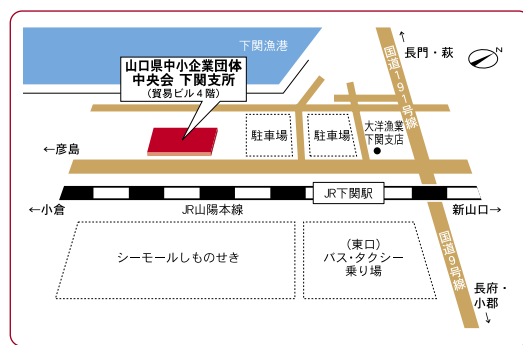 下関漁港
長門・萩
国道191号線
N
山口県中小企業団体
中央会 下関支所
(貿易ビル4階)
駐車場
駐車場
大洋漁業
下関支店
←彦島
JR下関駅
←小倉
JR山陽本線
新山口→
シーモールしものせき
(東口)
バス・タクシー
乗り場
国道9号線
長府・
小郡